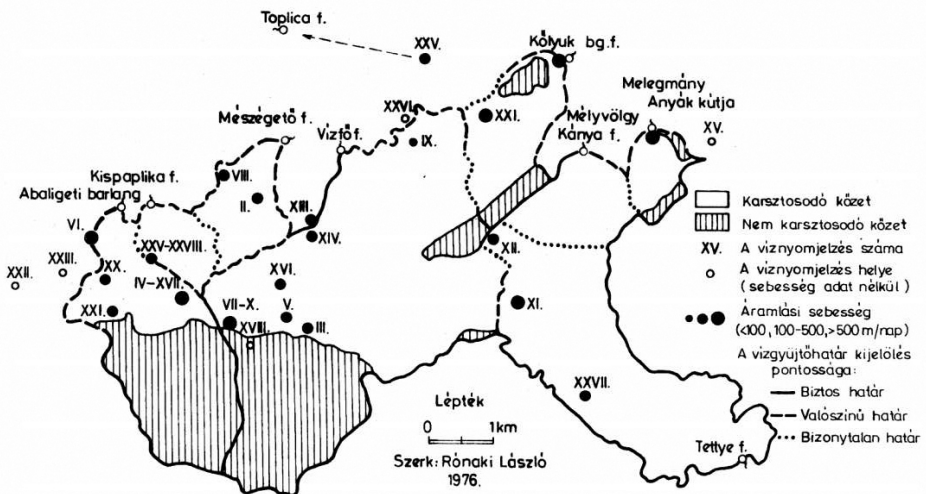 Toplica f.
XXV.
Kőlyuk bg.f.
Melegmány
Anyák kútja
XV.
Mészégető f.
XXVI.
Vízfő f.
IX.
XXI.
Mélyvölgy
Kánya f.
Kispaplika f.
Abaligeti barlang
VIII.
II.
XIII.
XIV.
VI.
XXV-XXVIII.
XII.
XXIII.
XXII.
XX.
IV-XVII.
XVI.
XXI.
VII-X.
V.
XVIII.
III.
XI.
XXVII.
Tettye f.
Karsztosodó kőzet
Nem karsztosodó kőzet
XV. A víznyomjelzés száma
A víznyomjelzés helye
(sebesség adat nélkül)
Áramlási sebesség
(<100, 100-500, >500 m/nap)
A vízgyűjtőhatár kijelölés
pontossága:
Biztos határ
Valószínű határ
Bizonytalan határ
Lépték
0 1km
Szerk: Rónaki László
1976.